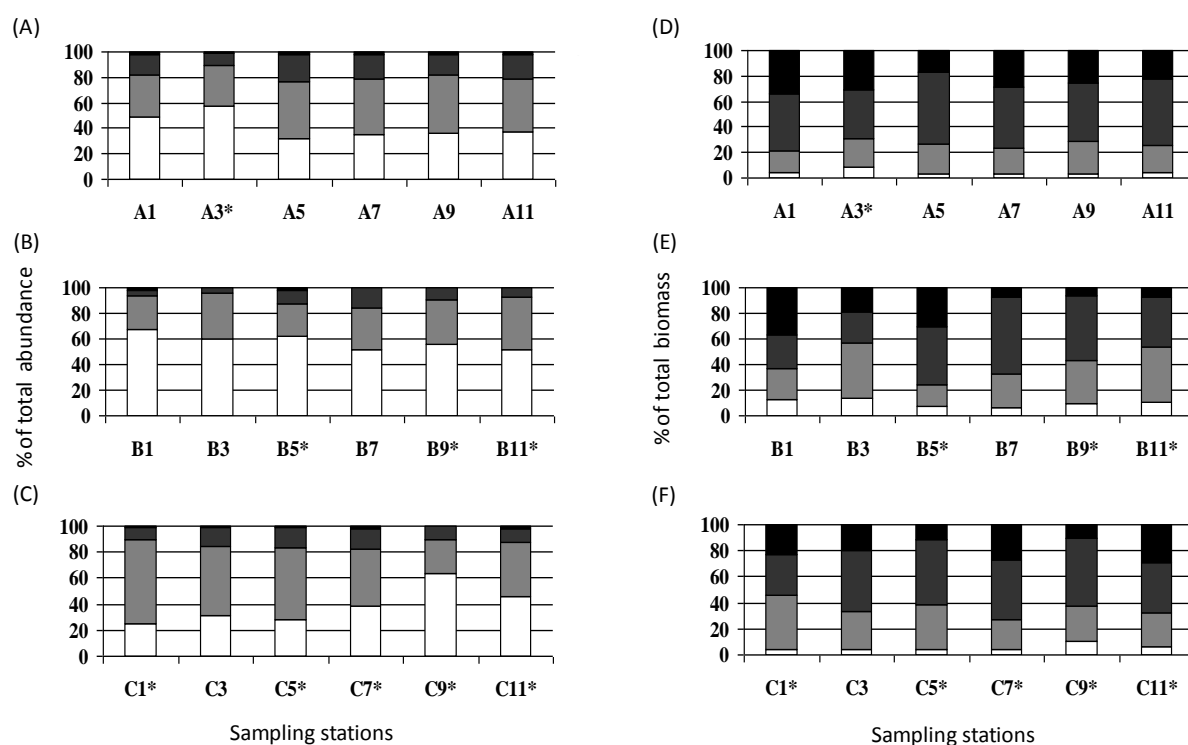 (A)
100
80
60
40
20
0
A1 A3* A5 A7 A9 A11
(B)
100
80
60
40
20
0
B1 B3 B5* B7 B9* B11*
(C)
100
80
60
40
20
0
C1* C3 C5* C7* C9* C11*
% of total abundance
Sampling stations
(D)
100
80
60
40
20
0
A1 A3* A5 A7 A9 A11
(E)
100
80
60
40
20
0
B1 B3 B5* B7 B9* B11*
(F)
100
80
60
40
20
0
C1* C3 C5* C7* C9* C11*
% of total biomass
Sampling stations